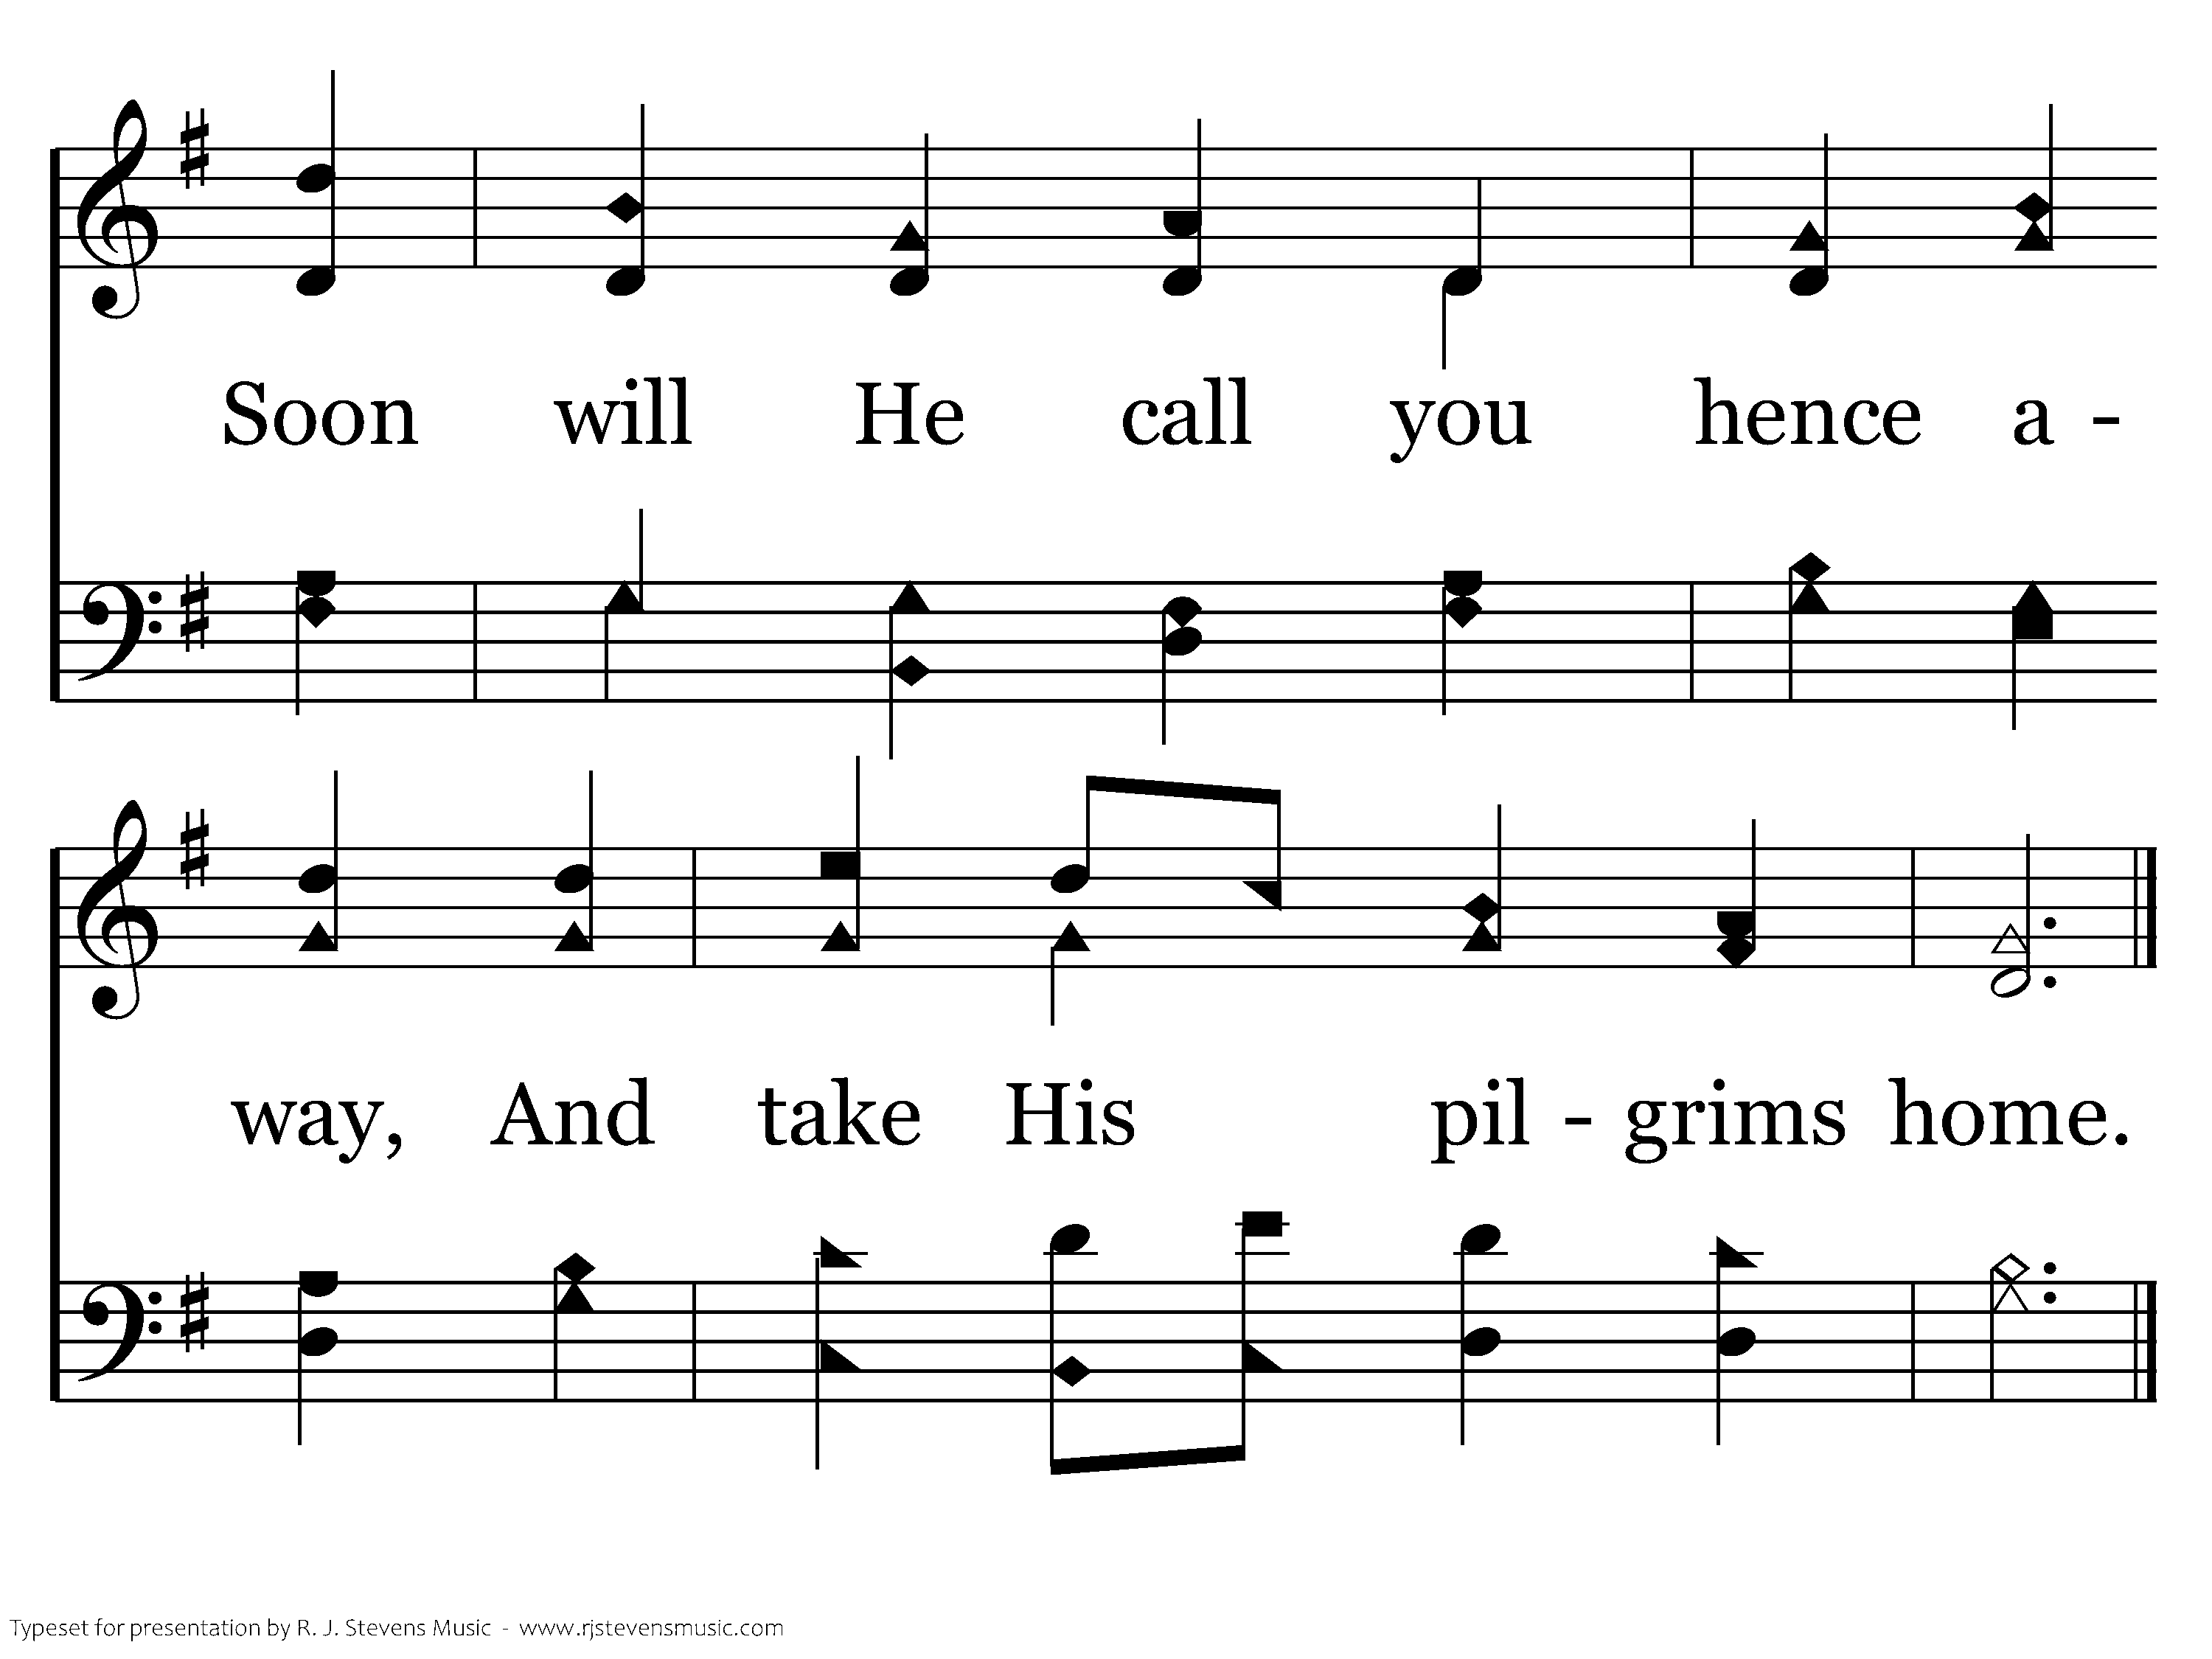 Soon will He call you hence a -
way, And take His pil - grims home.
Typeset for presentation by R. J. Stevens Music - www.rjstevensmusic.com